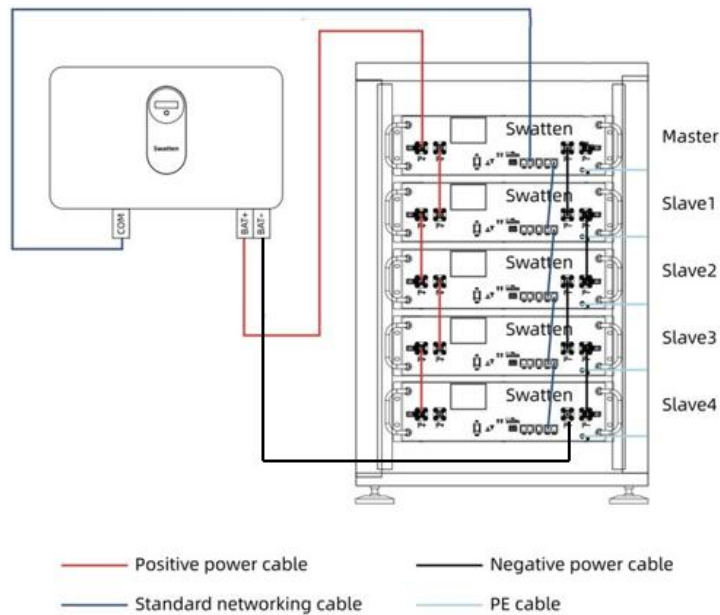 Swatten
COM
BAT+
BAT-
Swatten
Master
Swatten
Slave1
Swatten
Slave2
Swatten
Slave3
Swatten
Slave4
Positive power cable
Negative power cable
Standard networking cable
PE cable